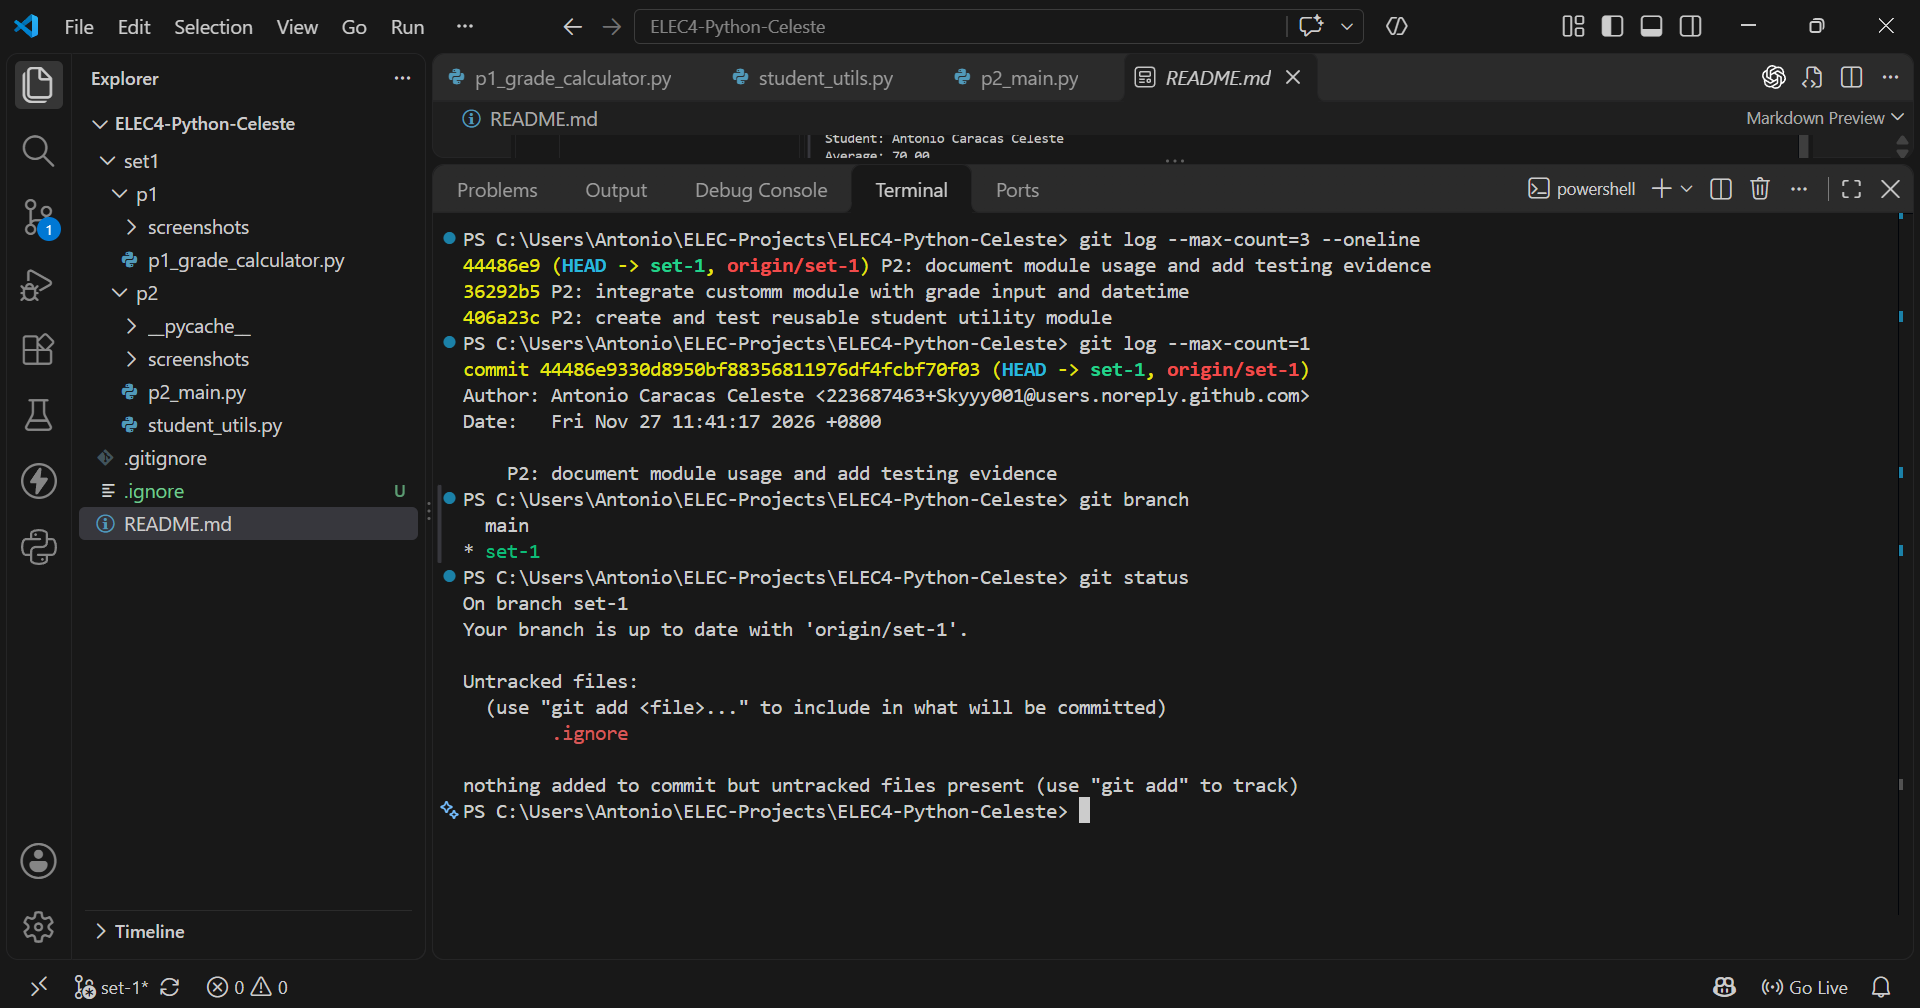 File Edit Selection View Go Run ···
ELEC4-Python-Celeste
Explorer ···
ELEC4-Python-Celeste
set1
p1
screenshots
p1_grade_calculator.py
p2
__pycache__
screenshots
p2_main.py
student_utils.py
.gitignore
.ignore U
README.md
Timeline
1
p1_grade_calculator.py student_utils.py p2_main.py README.md
README.md Markdown Preview
Student: Antonio Caracas Celeste
Average: 70.00
Problems Output Debug Console Terminal Ports powershell
PS C:\Users\Antonio\ELEC-Projects\ELEC4-Python-Celeste> git log --max-count=3 --oneline
44486e9 (HEAD -> set-1, origin/set-1) P2: document module usage and add testing evidence
36292b5 P2: integrate customm module with grade input and datetime
406a23c P2: create and test reusable student utility module
PS C:\Users\Antonio\ELEC-Projects\ELEC4-Python-Celeste> git log --max-count=1
commit 44486e9330d8950bf88356811976df4fcbf70f03 (HEAD -> set-1, origin/set-1)
Author: Antonio Caracas Celeste <223687463+Skyyy001@users.noreply.github.com>
Date:   Fri Nov 27 11:41:17 2026 +0800
P2: document module usage and add testing evidence
PS C:\Users\Antonio\ELEC-Projects\ELEC4-Python-Celeste> git branch
main
* set-1
PS C:\Users\Antonio\ELEC-Projects\ELEC4-Python-Celeste> git status
On branch set-1
Your branch is up to date with 'origin/set-1'.
Untracked files:
(use "git add <file>..." to include in what will be committed)
.ignore
nothing added to commit but untracked files present (use "git add" to track)
PS C:\Users\Antonio\ELEC-Projects\ELEC4-Python-Celeste>
set-1* 0 0 Go Live